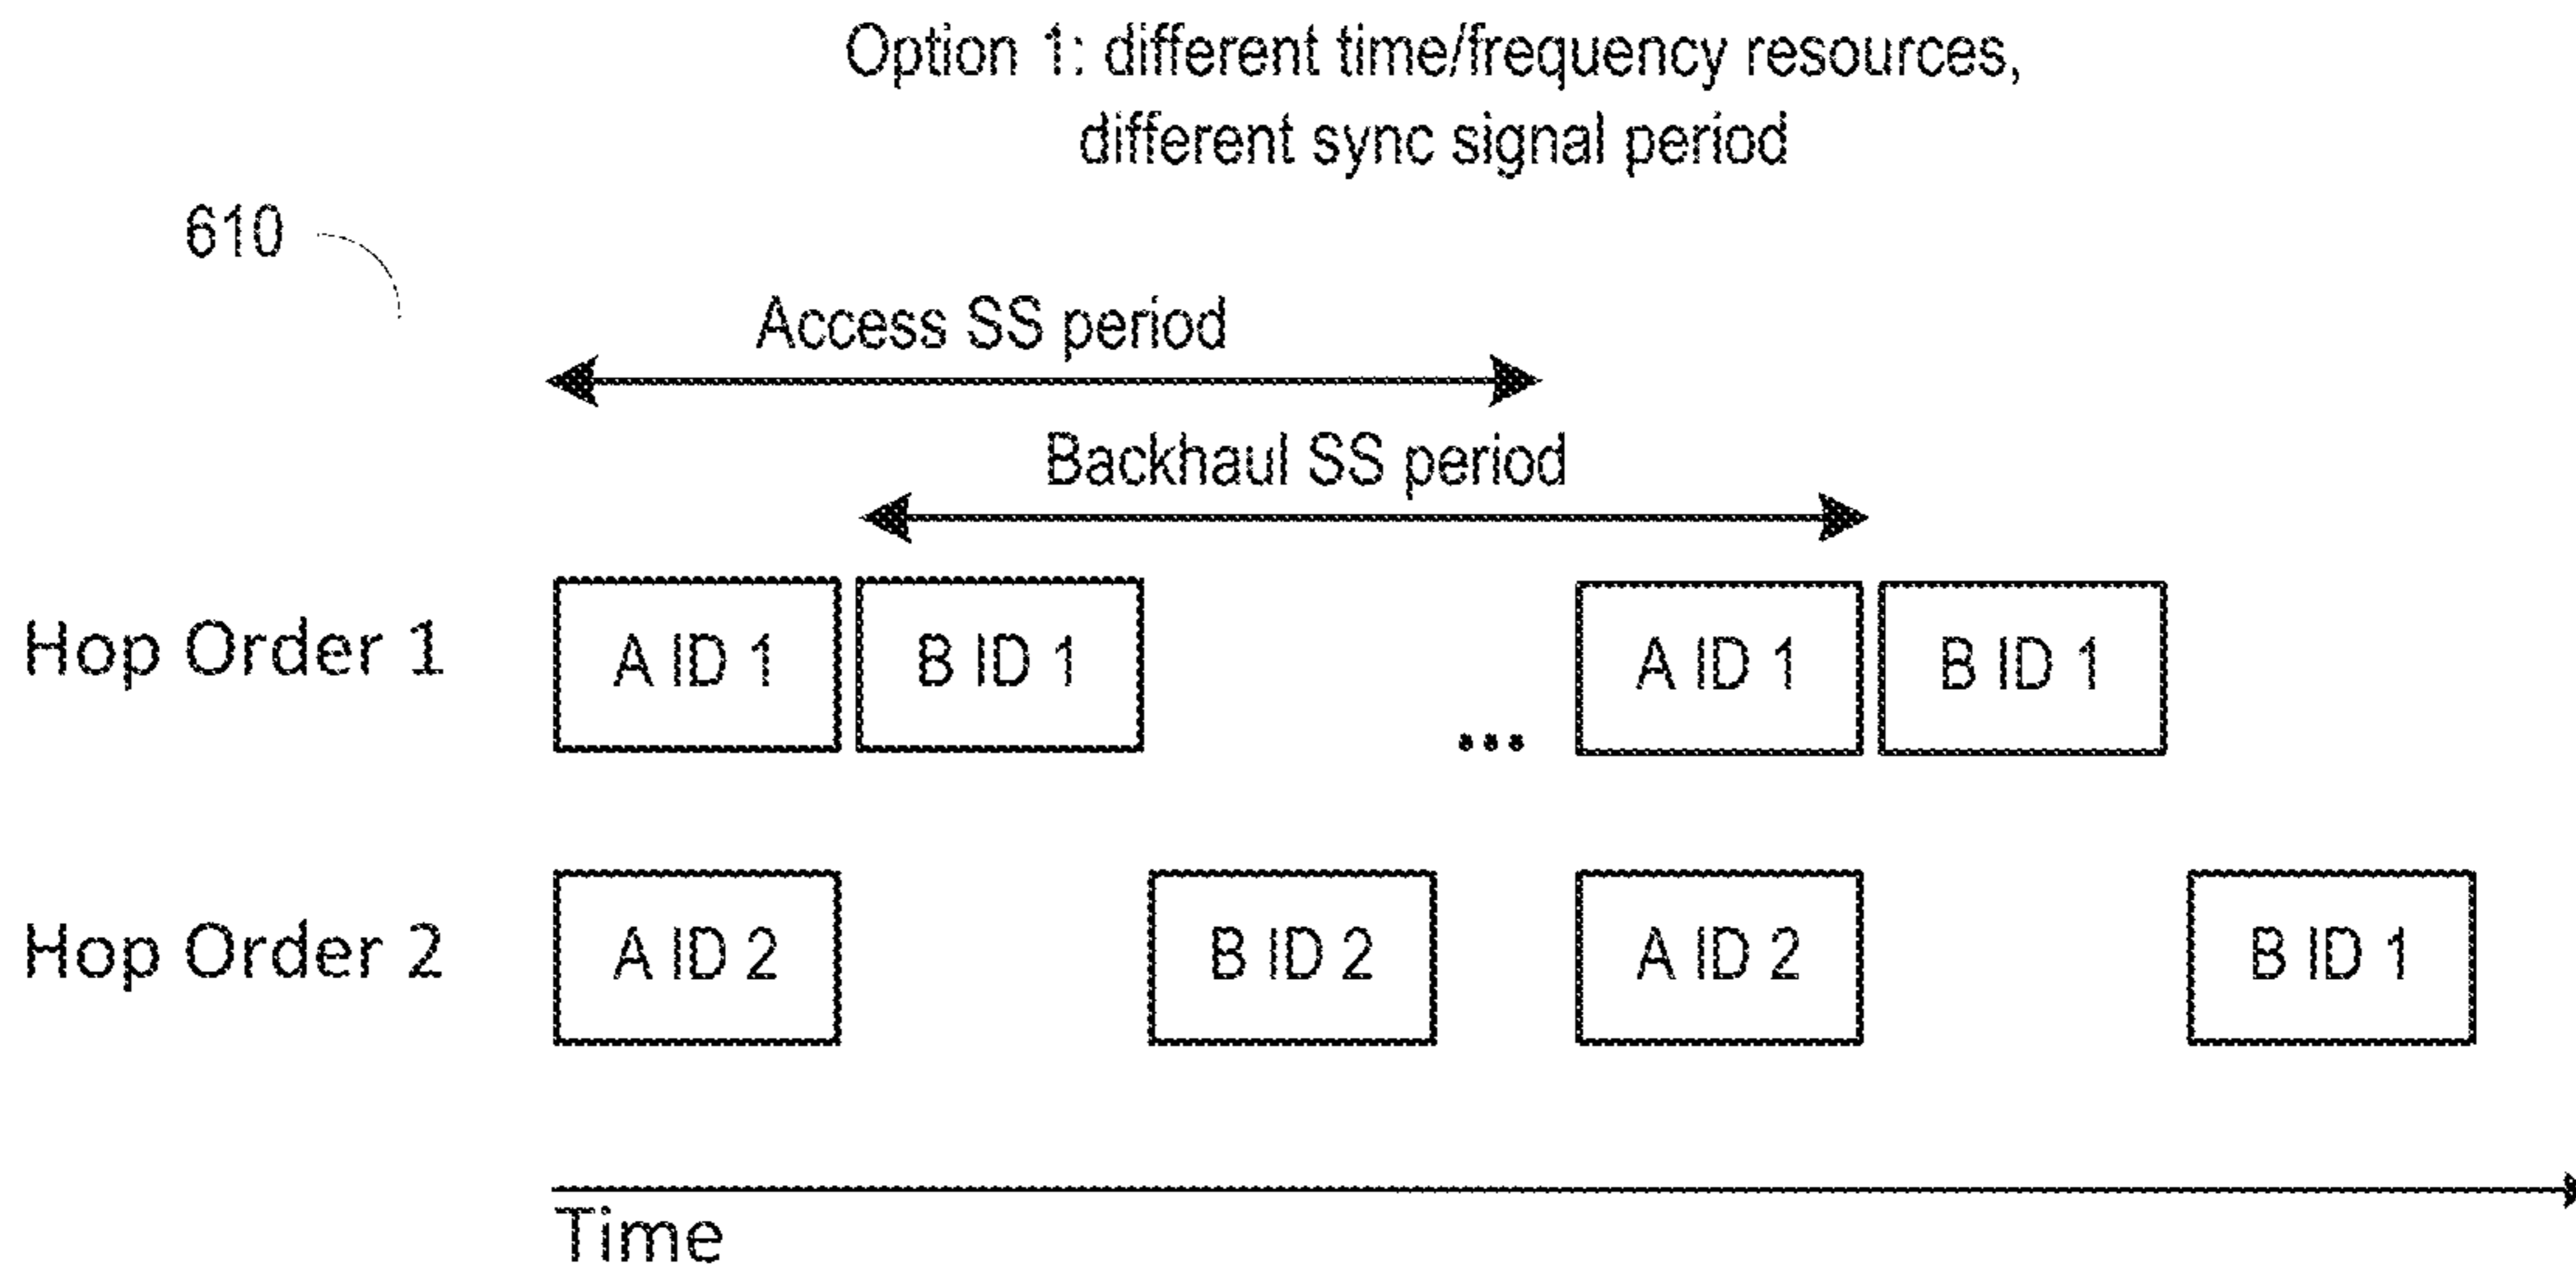 Option 1: different time/frequency resources,
different sync signal period
610
Access SS period
Backhaul SS period
Hop Order 1
A ID 1
B ID 1
...
A ID 1
B ID 1
Hop Order 2
A ID 2
B ID 2
A ID 2
B ID 1
Time